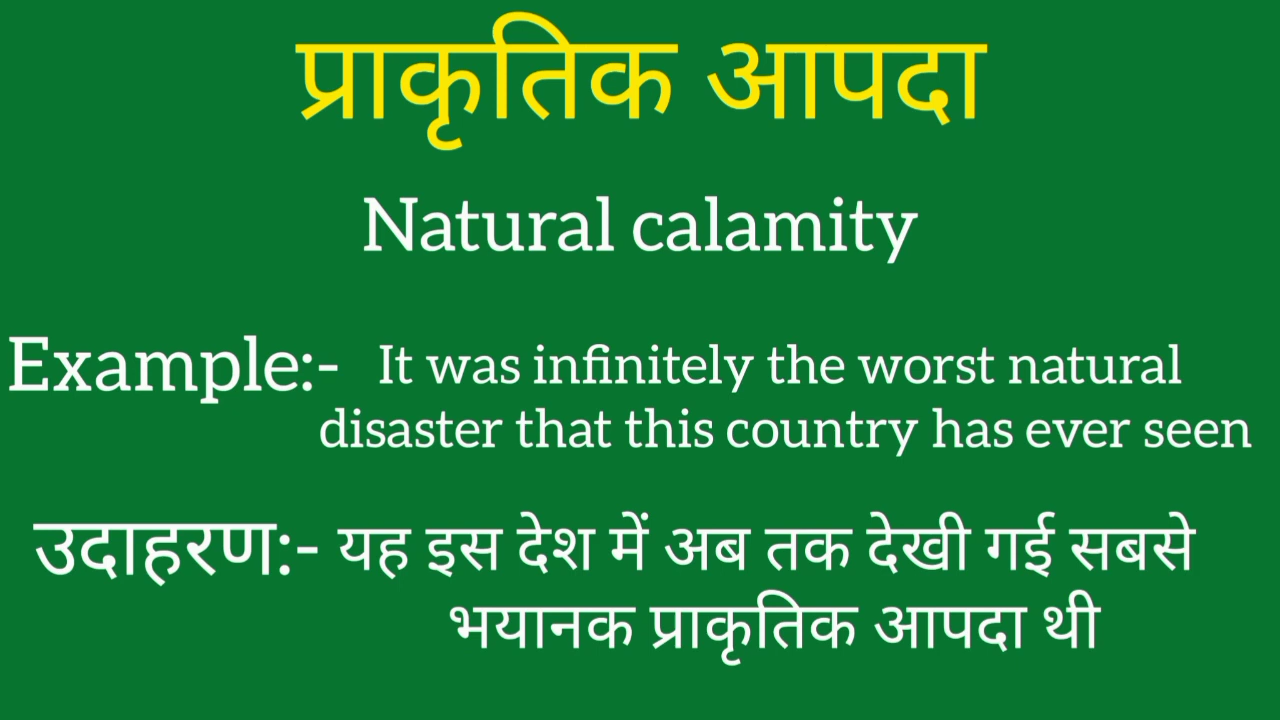 प्राकृतिक आपदा
Natural calamity
Example:- It was infinitely the worst natural
disaster that this country has ever seen
उदाहरण:- यह इस देश में अब तक देखी गई सबसे
भयानक प्राकृतिक आपदा थी